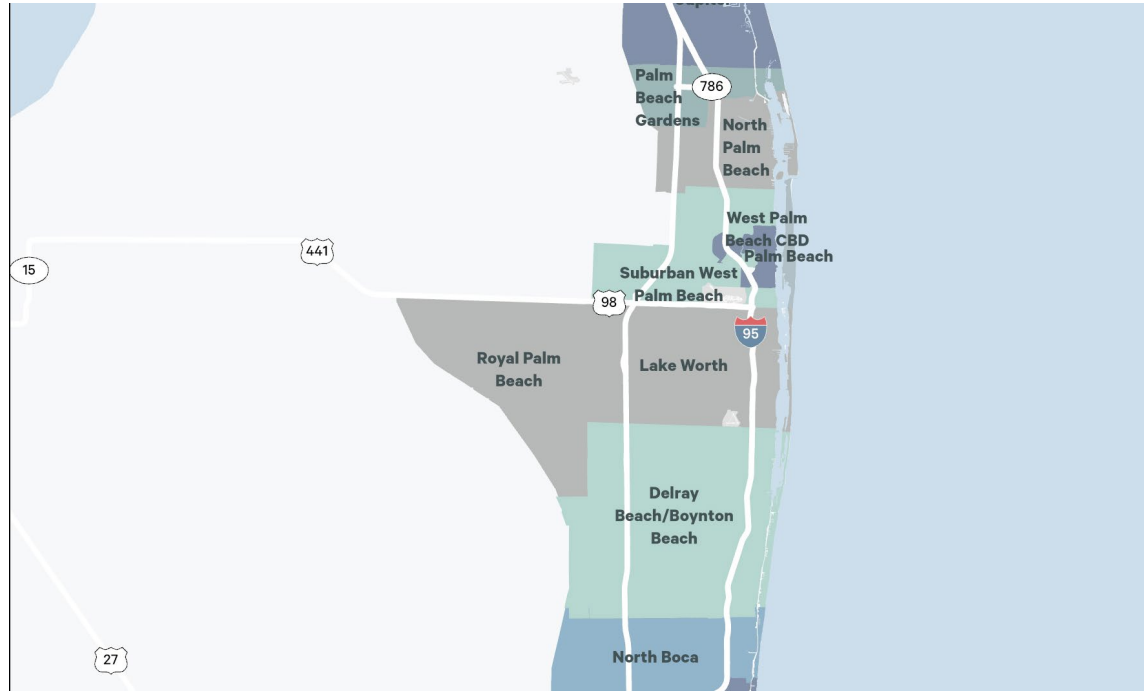 Jupiter
Palm
Beach
Gardens
786
North
Palm
Beach
West Palm
Beach CBD
Palm Beach
441
15
Suburban West
Palm Beach
98
95
Royal Palm
Beach
Lake Worth
Delray
Beach/Boynton
Beach
North Boca
27